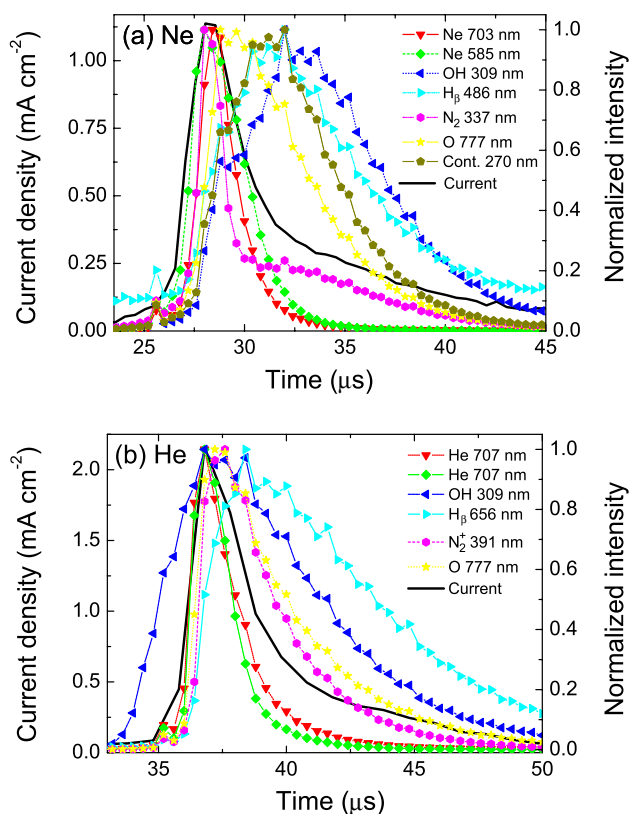 (a) Ne
Ne 703 nm
Ne 585 nm
OH 309 nm
Hβ 486 nm
N₂ 337 nm
O 777 nm
Cont. 270 nm
Current
Current density (mA cm⁻²)
0.00
0.25
0.50
0.75
1.00
Normalized intensity
0.0
0.2
0.4
0.6
0.8
1.0
25 30 35 40 45
Time (μs)
(b) He
He 707 nm
He 707 nm
OH 309 nm
Hβ 656 nm
N₂⁺ 391 nm
O 777 nm
Current
Current density (mA cm⁻²)
0.0
0.5
1.0
1.5
2.0
Normalized intensity
0.0
0.2
0.4
0.6
0.8
1.0
35 40 45 50
Time (μs)